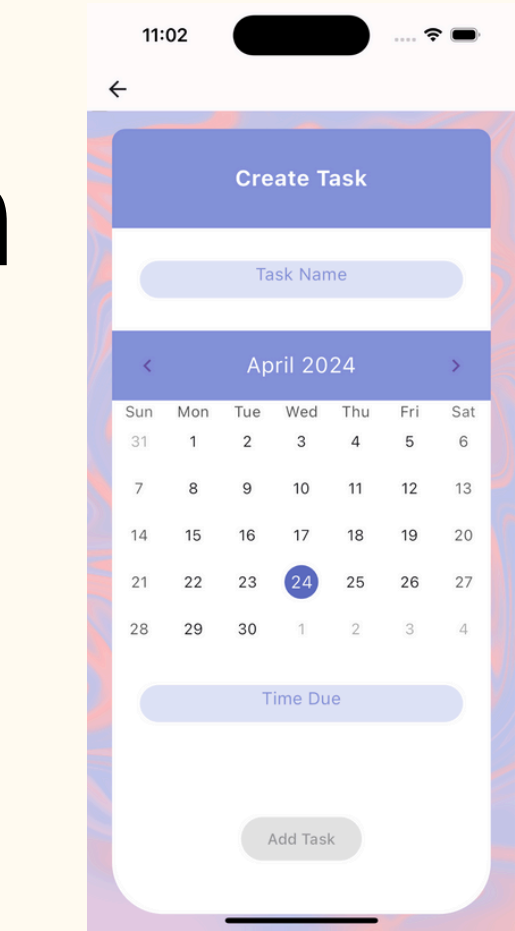 11:02
Create Task
Task Name
April 2024
Sun Mon Tue Wed Thu Fri Sat
31 1 2 3 4 5 6
7 8 9 10 11 12 13
14 15 16 17 18 19 20
21 22 23 24 25 26 27
28 29 30 1 2 3 4
Time Due
Add Task